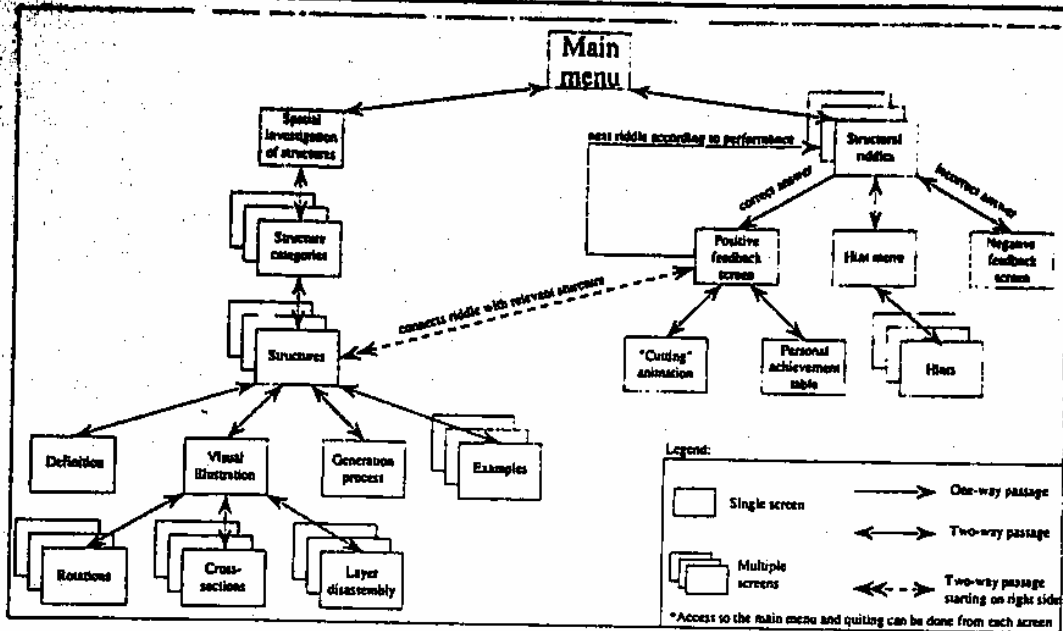 Main
menu
investigation
of structures
next riddle according to performance
Structural
riddles
correct answer
incorrect answer
Structure
categories
Positive
feedback
screen
Hint menu
Negative
feedback
screen
connects riddle with relevant structure
Structures
"Cutting"
animation
Personal
achievement
table
Hints
Definition
Visual
Illustration
Generation
process
Examples
Rotations
Cross-
sections
Layer
disassembly
Legend:
Single screen
One-way passage
Two-way passage
Multiple
screens
Two-way passage
starting on right side
*Access to the main menu and quiting can be done from each screen